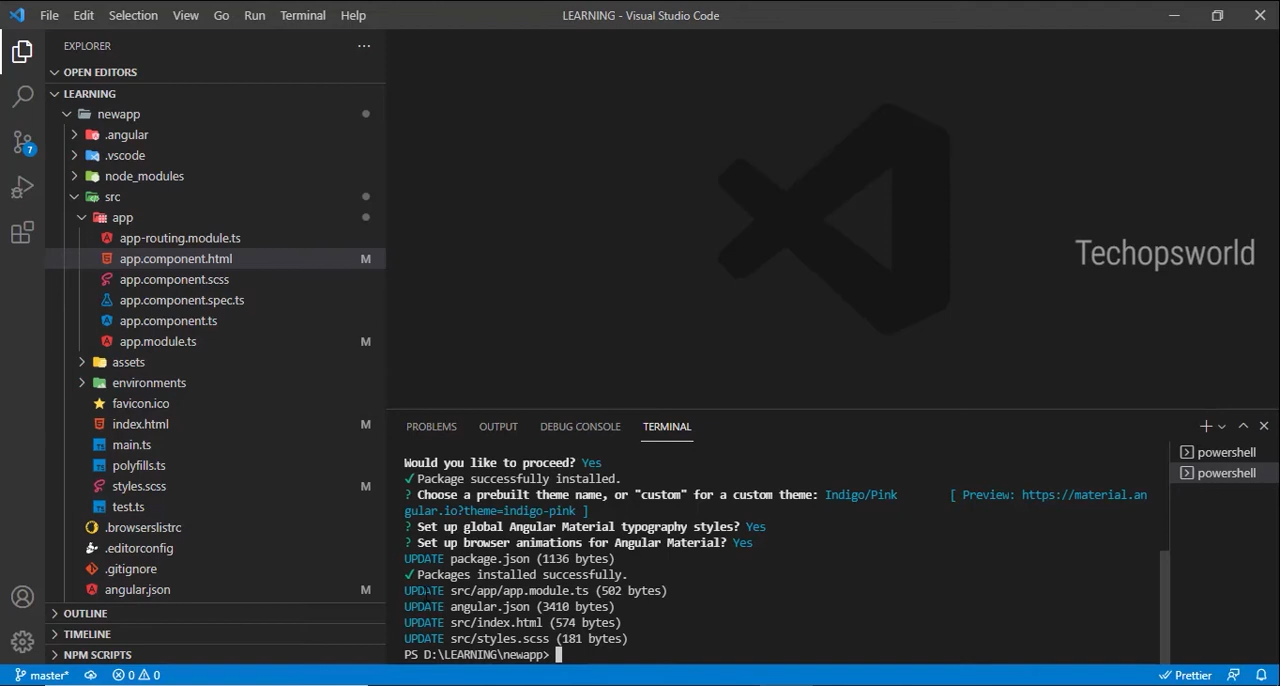 File Edit Selection View Go Run Terminal Help
LEARNING - Visual Studio Code
EXPLORER
OPEN EDITORS
LEARNING
newapp
.angular
.vscode
node_modules
src
app
app-routing.module.ts
app.component.html M
app.component.scss
app.component.spec.ts
app.component.ts
app.module.ts M
assets
environments
favicon.ico
index.html M
main.ts
polyfills.ts
styles.scss M
test.ts
.browserslistrc
.editorconfig
.gitignore
angular.json M
OUTLINE
TIMELINE
NPM SCRIPTS
7
Techopsworld
PROBLEMS OUTPUT DEBUG CONSOLE TERMINAL
Would you like to proceed? Yes
✓Package successfully installed.
? Choose a prebuilt theme name, or "custom" for a custom theme: Indigo/Pink [ Preview: https://material.an
gular.io?theme=indigo-pink ]
? Set up global Angular Material typography styles? Yes
? Set up browser animations for Angular Material? Yes
UPDATE package.json (1136 bytes)
✓Packages installed successfully.
UPDATE src/app/app.module.ts (502 bytes)
UPDATE angular.json (3410 bytes)
UPDATE src/index.html (574 bytes)
UPDATE src/styles.scss (181 bytes)
PS D:\LEARNING\newapp>
powershell
powershell
master* 0 0 Prettier